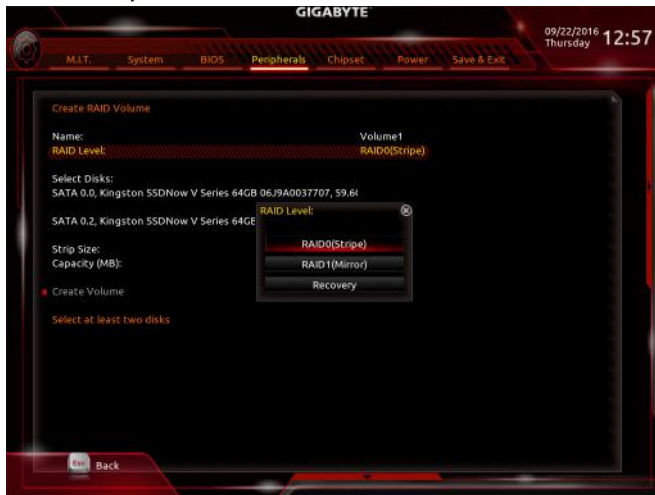 GIGABYTE
09/22/2016 12:57
Thursday
M.I.T. System BIOS Peripherals Chipset Power Save & Exit
Create RAID Volume
Name: Volume1
RAID Level: RAID0(Stripe)
Select Disks:
SATA 0.0, Kingston SSDNow V Series 64GB 06J9A0037707, 59.6
SATA 0.2, Kingston SSDNow V Series 64GB
RAID Level:
RAID0(Stripe)
RAID1(Mirror)
Recovery
Strip Size:
Capacity (MB):
Create Volume
Select at least two disks
Esc Back